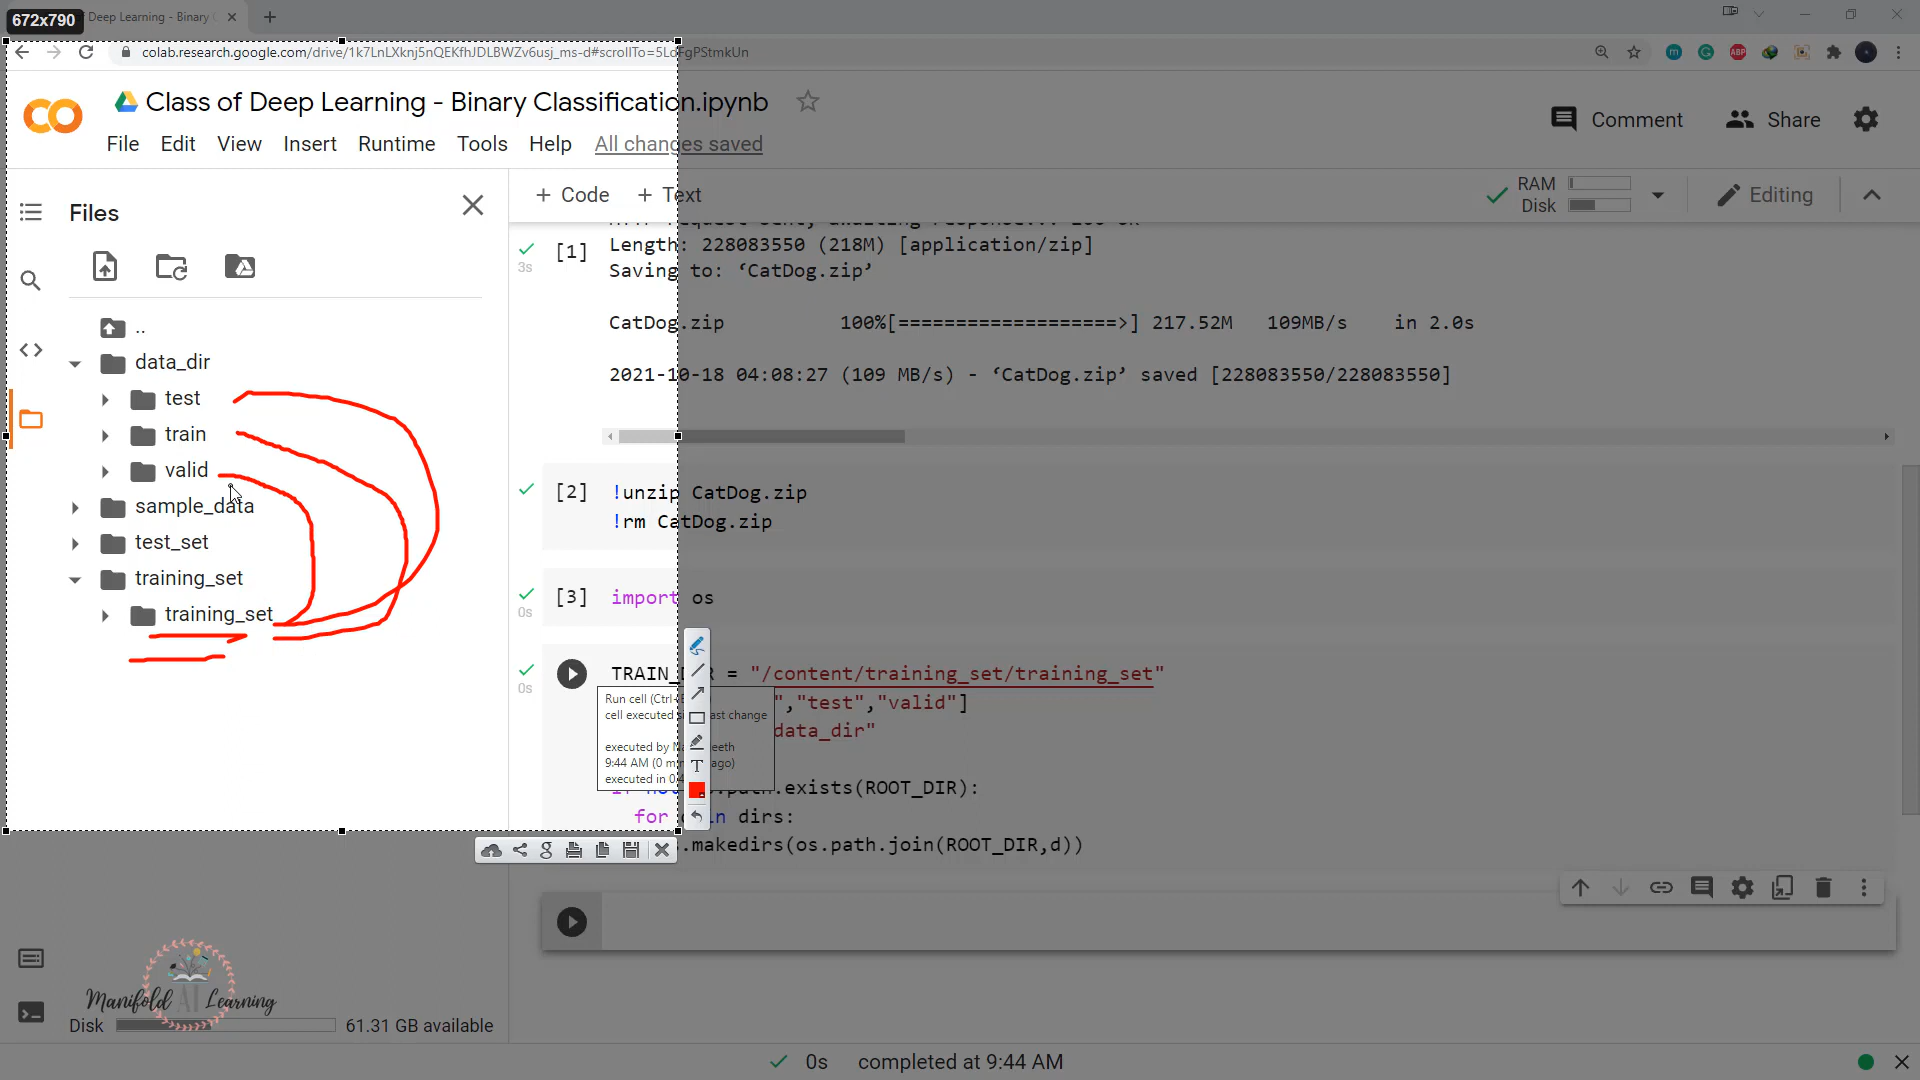 672x790
Deep Learning - Binary
colab.research.google.com/drive/1k7LnLXknj5nQEKfhJDLBWZv6usj_ms-d#scrollTo=5Ld FgPStmkUn
Class of Deep Learning - Binary Classification.ipynb
File Edit View Insert Runtime Tools Help All changes saved
Comment Share
Files
+ Code + Text
RAM
Disk
Editing
Length: 228083550 (218M) [application/zip]
Saving to: ‘CatDog.zip’
CatDog.zip 100%[===================>] 217.52M 109MB/s in 2.0s
2021-10-18 04:08:27 (109 MB/s) - ‘CatDog.zip’ saved [228083550/228083550]
[1]
3s
..
data_dir
test
train
valid
sample_data
test_set
training_set
training_set
[2] !unzip CatDog.zip
!rm CatDog.zip
[3] import os
0s
TRAIN_ = "/content/training_set/training_set"
0s
,"test","valid"]
data_dir"
Run cell (Ctrl+
cell executed ast change
executed by eeth
9:44 AM (0 ago)
executed in
.path.exists(ROOT_DIR):
for in dirs:
.makedirs(os.path.join(ROOT_DIR,d))
T
Manifold AI Learning
Disk 61.31 GB available
0s completed at 9:44 AM